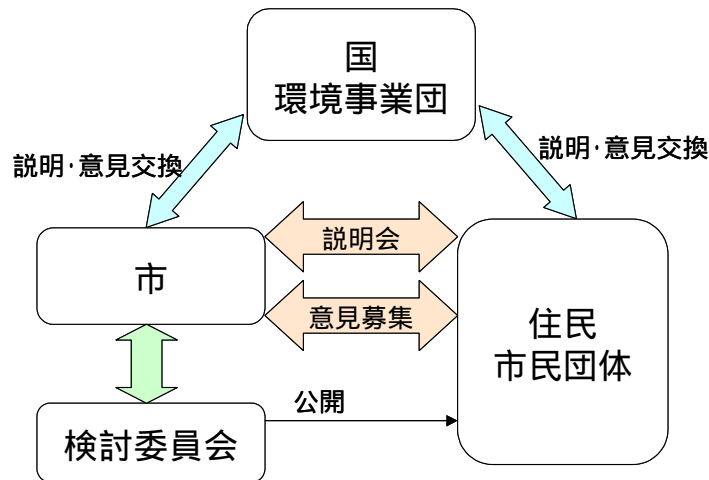 国
環境事業団
説明・意見交換
説明・意見交換
説明会
市
意見募集
住民
市民団体
公開
検討委員会